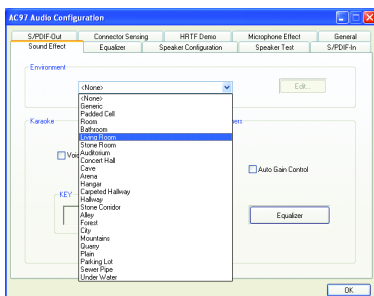 AC97 Audio Configuration
S/PDIF-Out Connector Sensing HRTF Demo Microphone Effect General
Sound Effect Equalizer Speaker Configuration Speaker Test S/PDIF-In
Environment
<None>
Edit...
<None>
Generic
Padded Cell
Room
Bathroom
Living Room
Stone Room
Auditorium
Concert Hall
Cave
Arena
Hangar
Carpeted Hallway
Hallway
Stone Corridor
Alley
Forest
City
Mountains
Quarry
Plain
Parking Lot
Sewer Pipe
Under Water
Karaoke
Auto Gain Control
KEY
Equalizer
OK